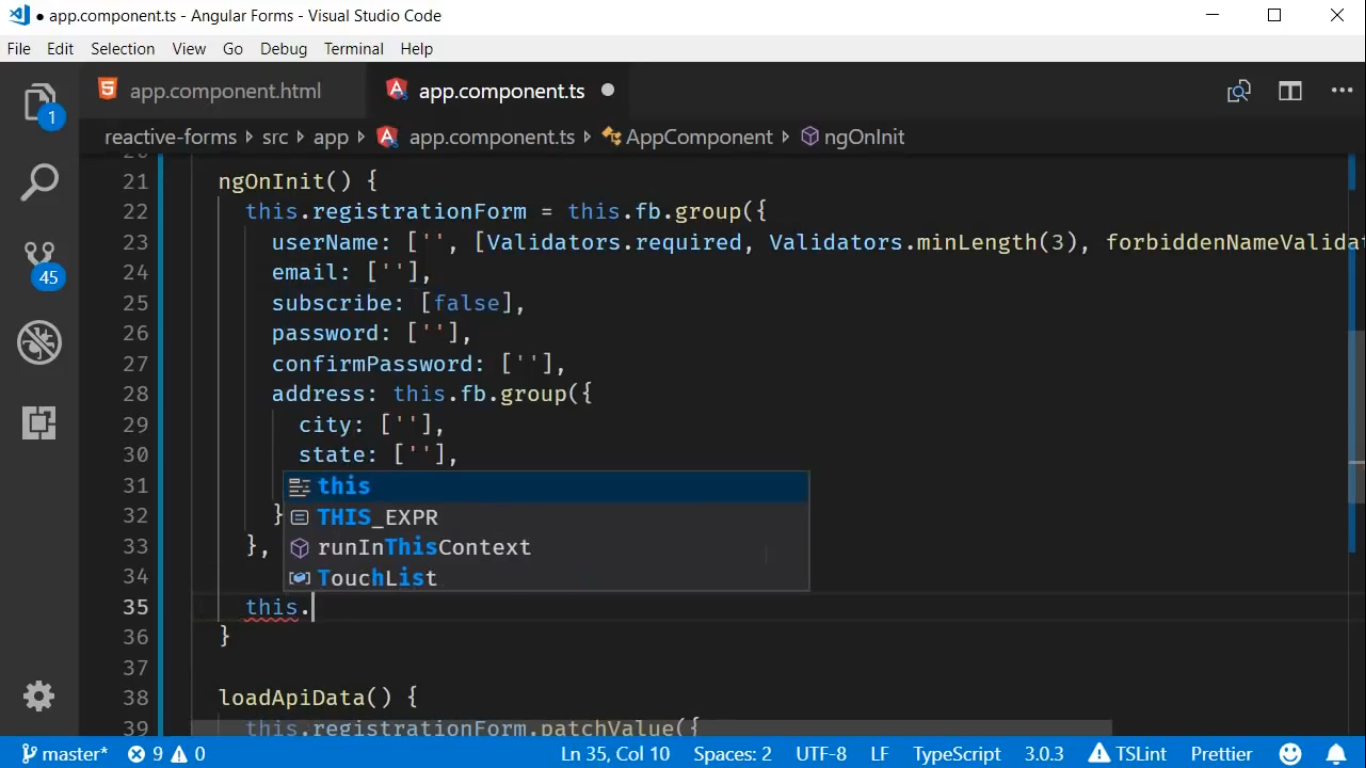 app.component.ts - Angular Forms - Visual Studio Code
File Edit Selection View Go Debug Terminal Help
app.component.html app.component.ts
reactive-forms src app app.component.ts AppComponent ngOnInit
21 ngOnInit() {
22 this.registrationForm = this.fb.group({
23 userName: ['', [Validators.required, Validators.minLength(3), forbiddenNameValidat
24 email: [''],
25 subscribe: [false],
26 password: [''],
27 confirmPassword: [''],
28 address: this.fb.group({
29 city: [''],
30 state: [''],
31
this
32 }
THIS_EXPR
33 },
runInThisContext
34
TouchList
35 this.
36 }
37
38 loadApiData() {
39 this.registrationForm.patchValue({
1
45
master* 9 0 Ln 35, Col 10 Spaces: 2 UTF-8 LF TypeScript 3.0.3 TSLint Prettier